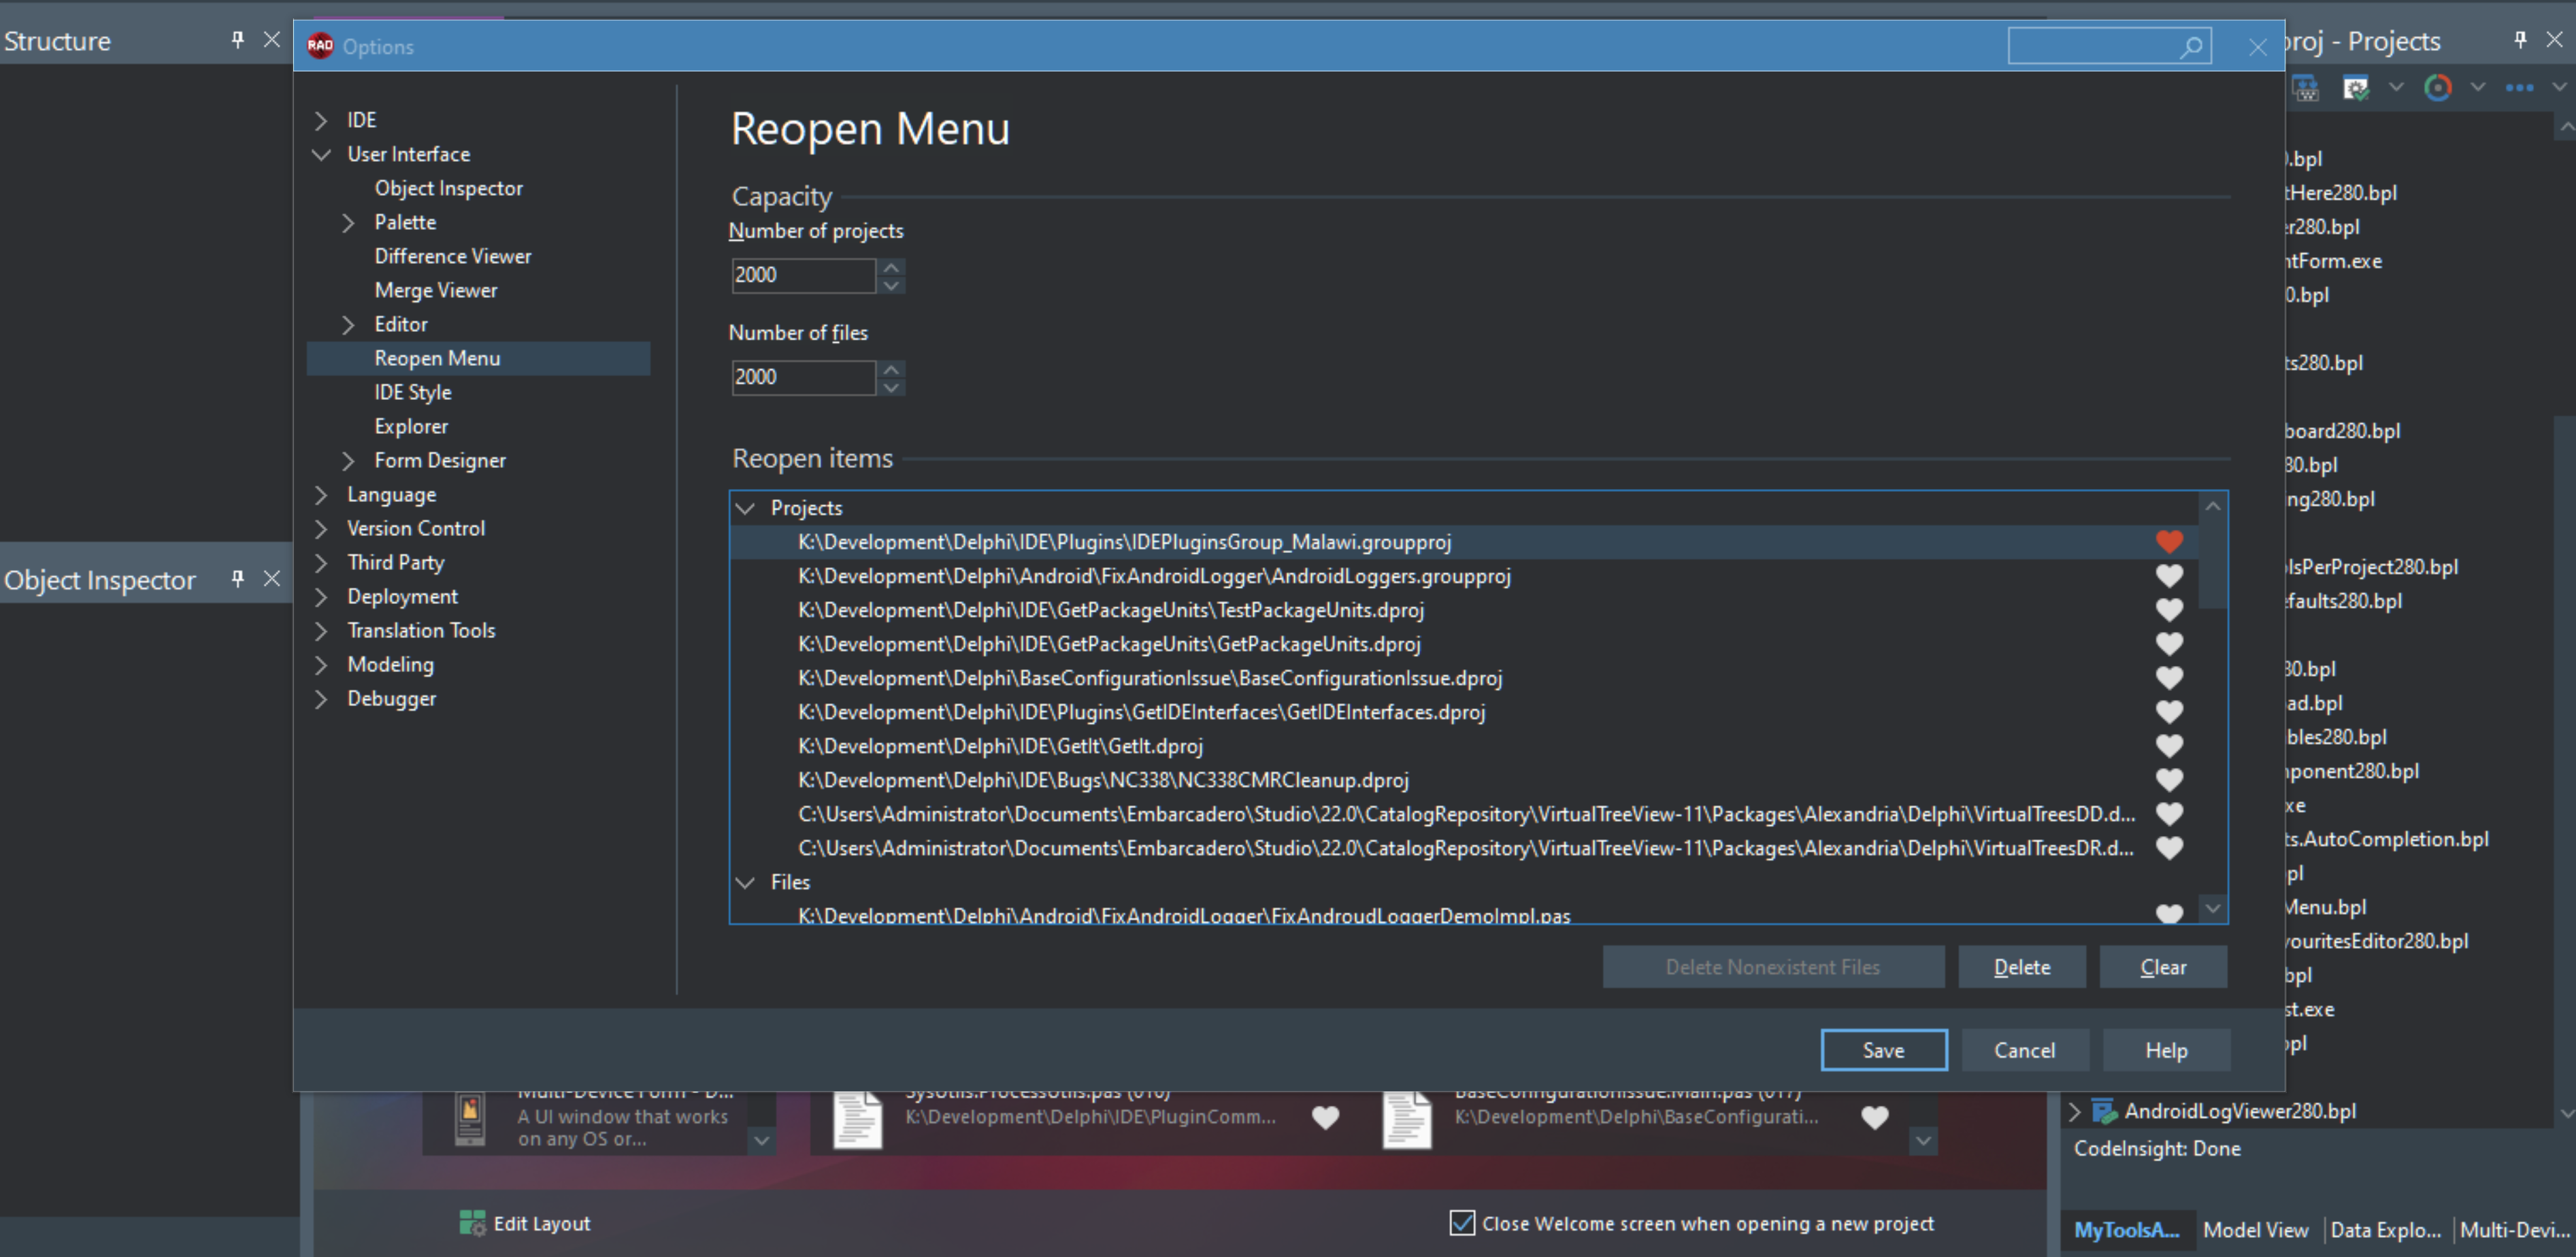 Structure
RAD Options
IDE
User Interface
Object Inspector
Palette
Difference Viewer
Merge Viewer
Editor
Reopen Menu
IDE Style
Explorer
Form Designer
Language
Version Control
Third Party
Deployment
Translation Tools
Modeling
Debugger
Object Inspector
Reopen Menu
Capacity
Number of projects
2000
Number of files
2000
Reopen items
Projects
K:\Development\Delphi\IDE\Plugins\IDEPluginsGroup_Malawi.groupproj
K:\Development\Delphi\Android\FixAndroidLogger\AndroidLoggers.groupproj
K:\Development\Delphi\IDE\GetPackageUnits\TestPackageUnits.dproj
K:\Development\Delphi\IDE\GetPackageUnits\GetPackageUnits.dproj
K:\Development\Delphi\BaseConfigurationIssue\BaseConfigurationIssue.dproj
K:\Development\Delphi\IDE\Plugins\GetIDEInterfaces\GetIDEInterfaces.dproj
K:\Development\Delphi\IDE\GetIt\GetIt.dproj
K:\Development\Delphi\IDE\Bugs\NC338\NC338CMRCleanup.dproj
C:\Users\Administrator\Documents\Embarcadero\Studio\22.0\CatalogRepository\VirtualTreeView-11\Packages\Alexandria\Delphi\VirtualTreesDD.d...
C:\Users\Administrator\Documents\Embarcadero\Studio\22.0\CatalogRepository\VirtualTreeView-11\Packages\Alexandria\Delphi\VirtualTreesDR.d...
Files
K:\Development\Delphi\Android\FixAndroidLogger\FixAndroudLoggerDemoImpl.pas
Delete Nonexistent Files
Delete
Clear
Save
Cancel
Help
proj - Projects
.bpl
tHere280.bpl
er280.bpl
ntForm.exe
0.bpl
ts280.bpl
board280.bpl
80.bpl
ng280.bpl
lsPerProject280.bpl
efaults280.bpl
80.bpl
ad.bpl
bles280.bpl
nponent280.bpl
xe
ts.AutoCompletion.bpl
pl
Menu.bpl
vouritesEditor280.bpl
bpl
st.exe
pl
AndroidLogViewer280.bpl
CodeInsight: Done
Multi-Device Form - D...
A UI window that works
on any OS or...
SysUtils.ProcessUtils.pas (016)
K:\Development\Delphi\IDE\PluginComm...
BaseConfigurationIssue.Main.pas (017)
K:\Development\Delphi\BaseConfigurati...
Edit Layout
Close Welcome screen when opening a new project
MyToolsA...
Model View
Data Explo...
Multi-Devi...